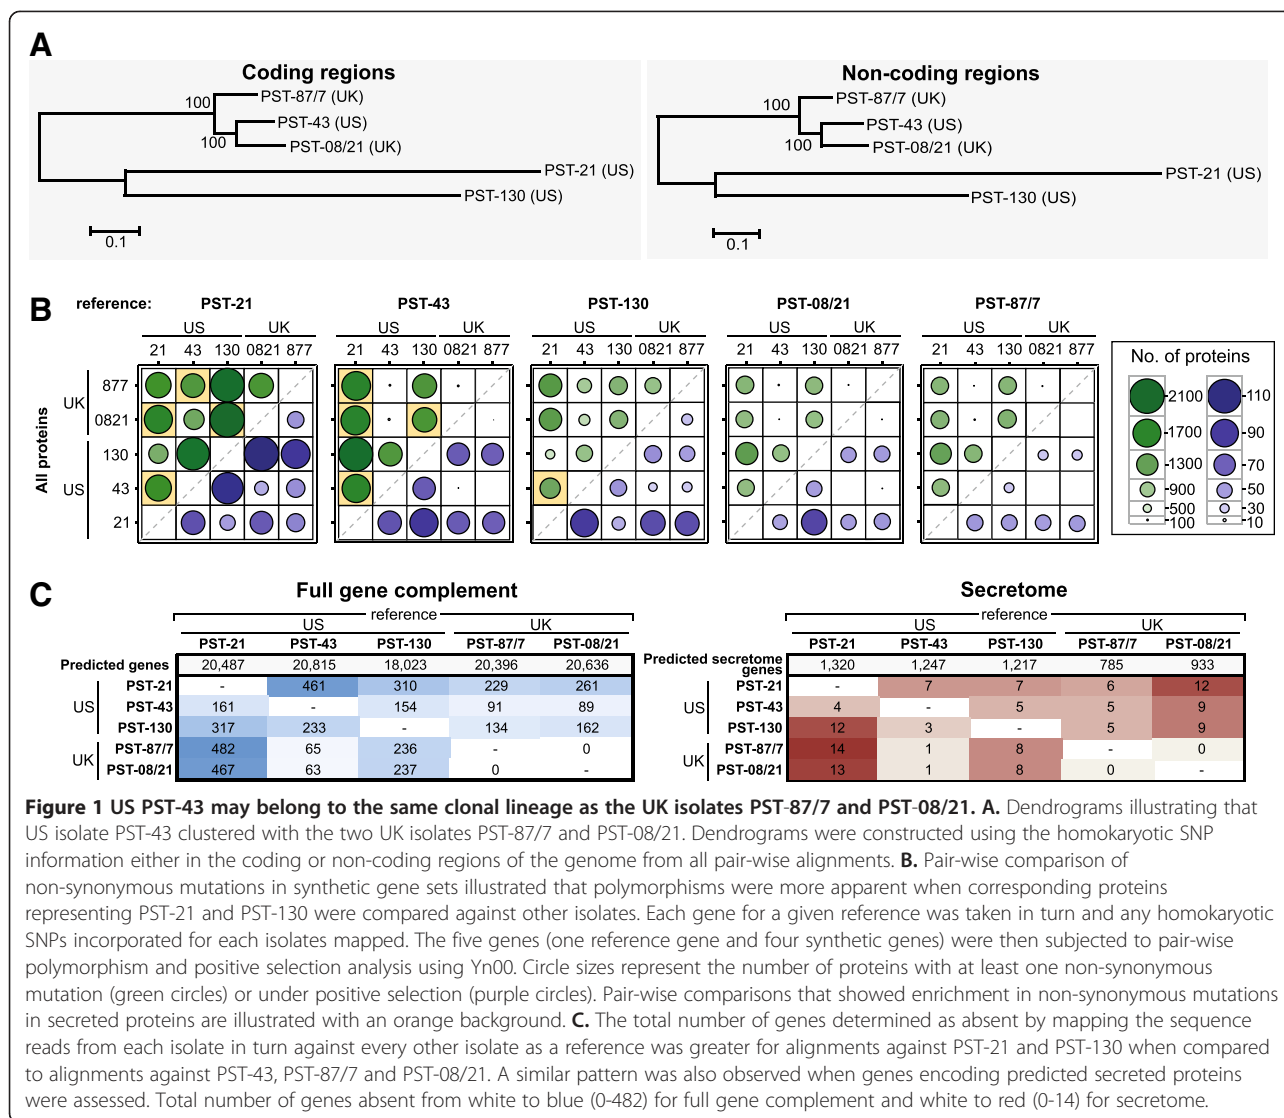 A
Coding regions
PST-87/7 (UK)
100
PST-43 (US)
100
PST-08/21 (UK)
PST-21 (US)
PST-130 (US)
0.1
Non-coding regions
PST-87/7 (UK)
100
PST-43 (US)
100
PST-08/21 (UK)
PST-21 (US)
PST-130 (US)
0.1
B
reference: PST-21 PST-43 PST-130 PST-08/21 PST-87/7
US UK US UK US UK US UK US UK
21 43 130 0821 877 21 43 130 0821 877 21 43 130 0821 877 21 43 130 0821 877 21 43 130 0821 877
All proteins
UK
877
0821
US
130
43
21
No. of proteins
2100 110
1700 90
1300 70
900 50
500 30
100 10
C
Full gene complement
reference
US UK
PST-21 PST-43 PST-130 PST-87/7 PST-08/21
Predicted genes 20,487 20,815 18,023 20,396 20,636
US
PST-21 - 461 310 229 261
PST-43 161 - 154 91 89
PST-130 317 233 - 134 162
UK
PST-87/7 482 65 236 - 0
PST-08/21 467 63 237 0 -
Secretome
reference
US UK
PST-21 PST-43 PST-130 PST-87/7 PST-08/21
Predicted secretome
genes 1,320 1,247 1,217 785 933
US
PST-21 - 7 7 6 12
PST-43 4 - 5 5 9
PST-130 12 3 - 5 9
UK
PST-87/7 14 1 8 - 0
PST-08/21 13 1 8 0 -
Figure 1 US PST-43 may belong to the same clonal lineage as the UK isolates PST-87/7 and PST-08/21. A. Dendrograms illustrating that
US isolate PST-43 clustered with the two UK isolates PST-87/7 and PST-08/21. Dendrograms were constructed using the homokaryotic SNP
information either in the coding or non-coding regions of the genome from all pair-wise alignments. B. Pair-wise comparison of
non-synonymous mutations in synthetic gene sets illustrated that polymorphisms were more apparent when corresponding proteins
representing PST-21 and PST-130 were compared against other isolates. Each gene for a given reference was taken in turn and any homokaryotic
SNPs incorporated for each isolates mapped. The five genes (one reference gene and four synthetic genes) were then subjected to pair-wise
polymorphism and positive selection analysis using Yn00. Circle sizes represent the number of proteins with at least one non-synonymous
mutation (green circles) or under positive selection (purple circles). Pair-wise comparisons that showed enrichment in non-synonymous mutations
in secreted proteins are illustrated with an orange background. C. The total number of genes determined as absent by mapping the sequence
reads from each isolate in turn against every other isolate as a reference was greater for alignments against PST-21 and PST-130 when compared
to alignments against PST-43, PST-87/7 and PST-08/21. A similar pattern was also observed when genes encoding predicted secreted proteins
were assessed. Total number of genes absent from white to blue (0-482) for full gene complement and white to red (0-14) for secretome.